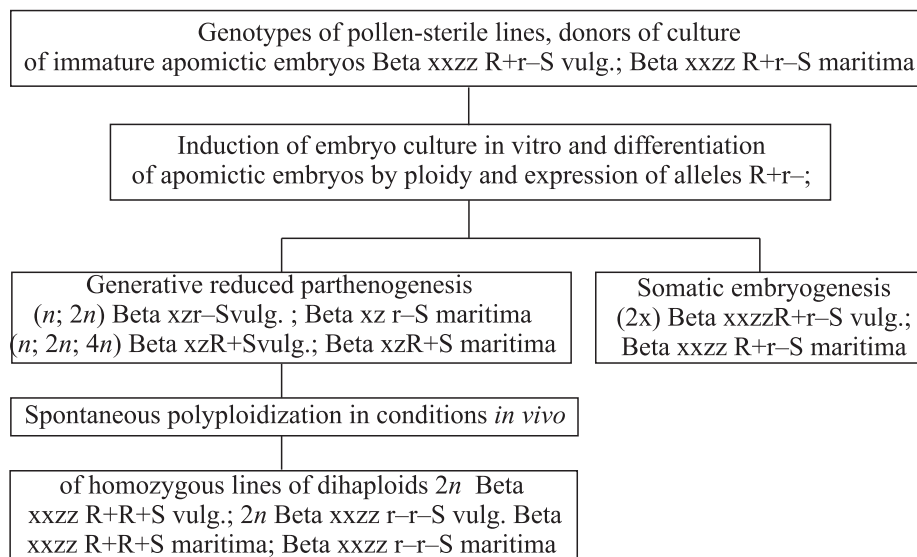 Genotypes of pollen-sterile lines, donors of culture
of immature apomictic embryos Beta xxzz R+r–S vulg.; Beta xxzz R+r–S maritima
Induction of embryo culture in vitro and differentiation
of apomictic embryos by ploidy and expression of alleles R+r–;
Generative reduced parthenogenesis
(n; 2n) Beta xzr–Svulg. ; Beta xz r–S maritima
(n; 2n; 4n) Beta xzR+Svulg.; Beta xzR+S maritima
Somatic embryogenesis
(2x) Beta xxzzR+r–S vulg.;
Beta xxzz R+r–S maritima
Spontaneous polyploidization in conditions in vivo
of homozygous lines of dihaploids 2n Beta
xxzz R+R+S vulg.; 2n Beta xxzz r–r–S vulg. Beta
xxzz R+R+S maritima; Beta xxzz r–r–S maritima